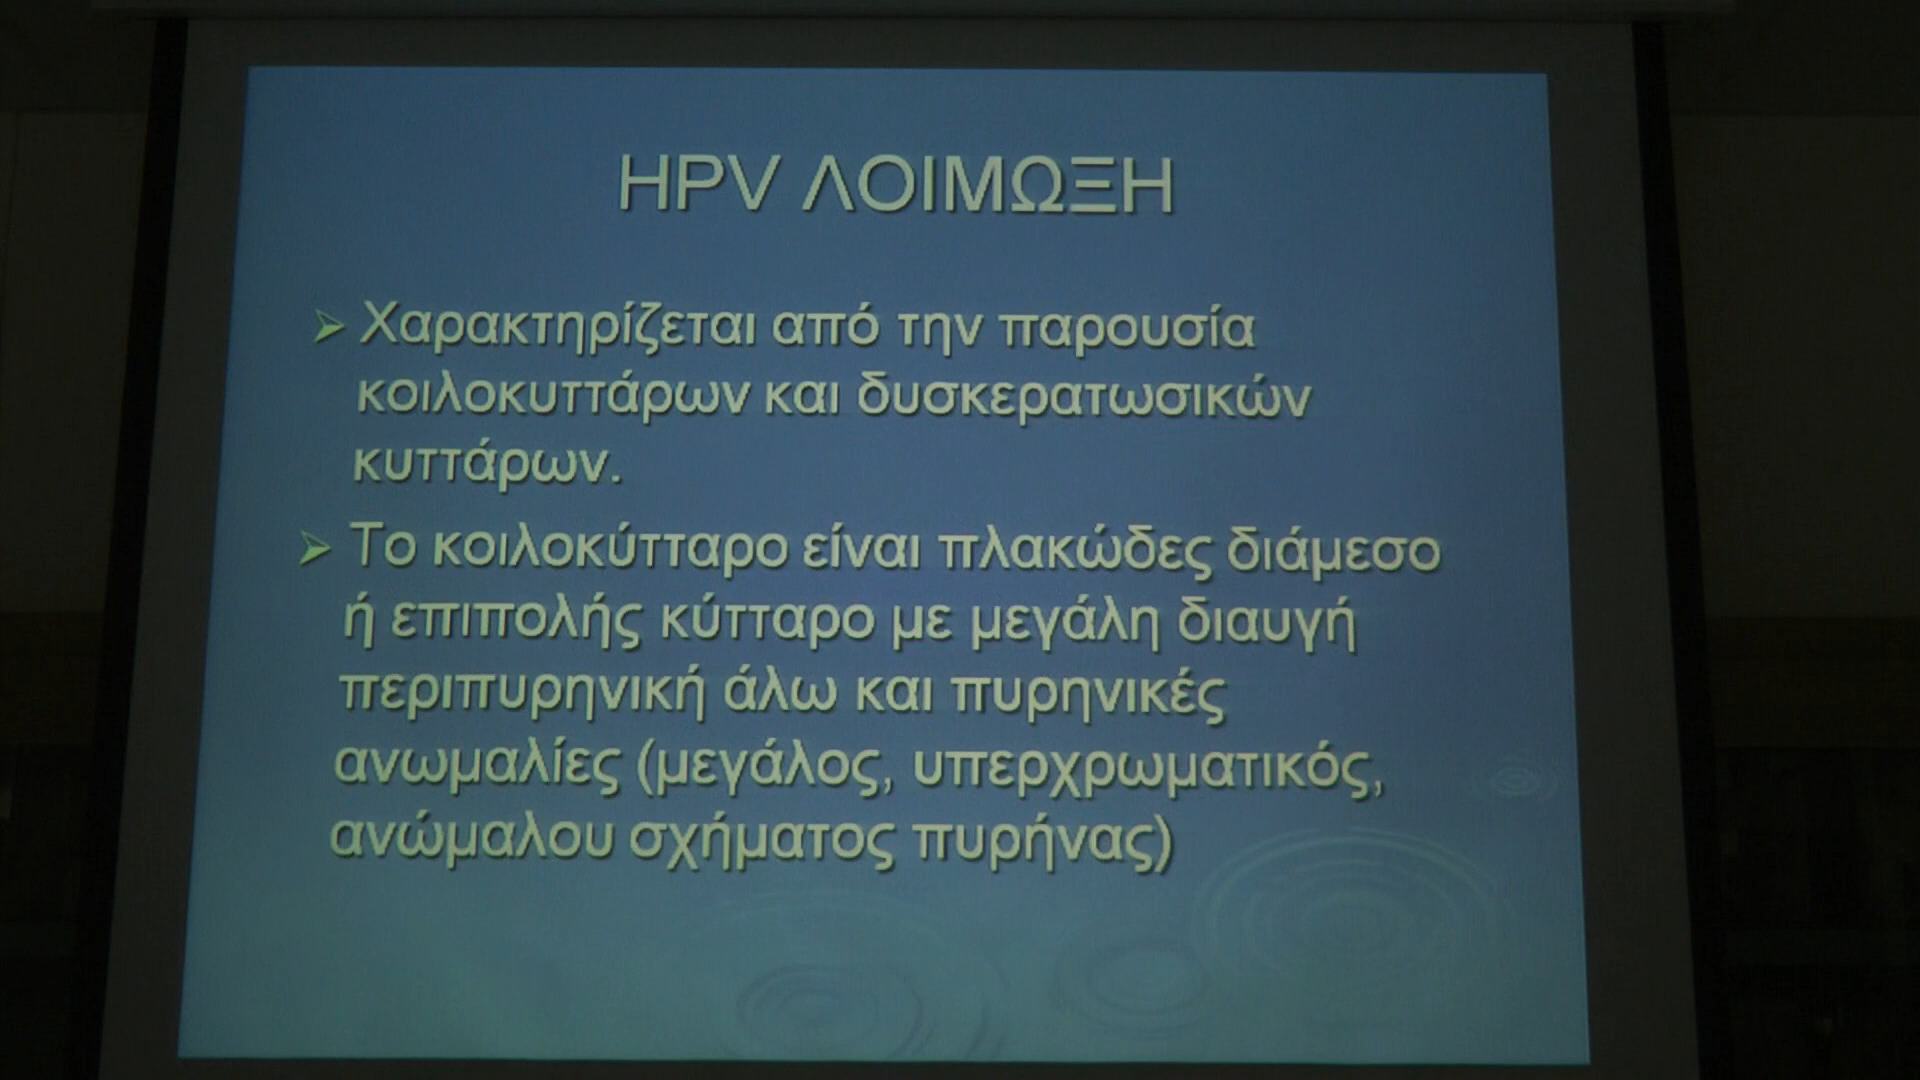 HPV ΛΟΙΜΩΞΗ
➢ Χαρακτηρίζεται από την παρουσία
κοιλοκυττάρων και δυσκερατωσικών
κυττάρων.
➢ Το κοιλοκύτταρο είναι πλακώδες διάμεσο
ή επιπολής κύτταρο με μεγάλη διαυγή
περιπυρηνική άλω και πυρηνικές
ανωμαλίες (μεγάλος, υπερχρωματικός,
ανώμαλου σχήματος πυρήνας)